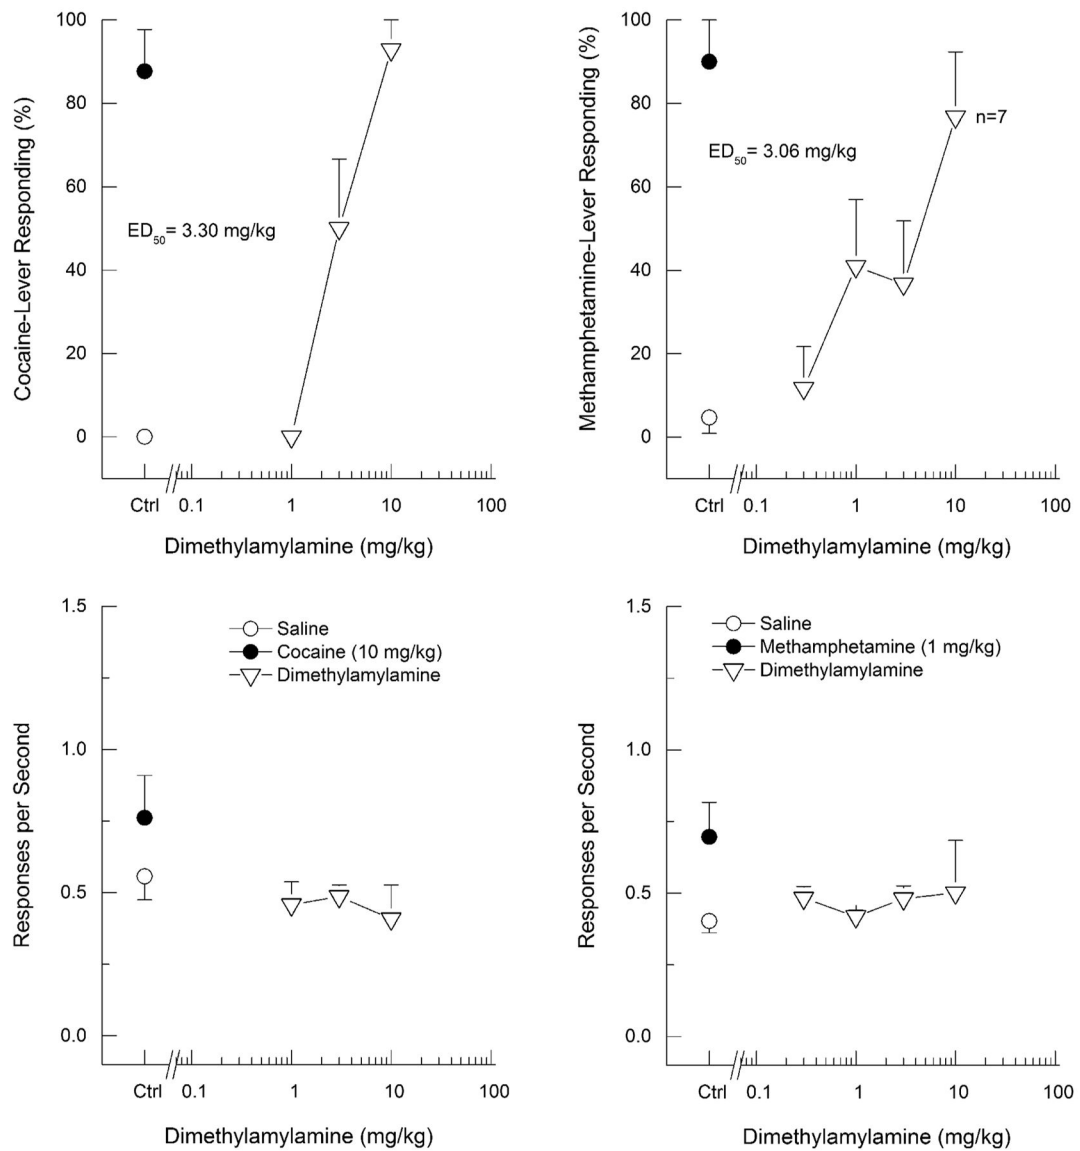 Cocaine-Lever Responding (%)
100
80
60
40
20
0
ED50= 3.30 mg/kg
Ctrl 0.1 1 10 100
Dimethylamylamine (mg/kg)
Methamphetamine-Lever Responding (%)
100
80
60
40
20
0
n=7
ED50= 3.06 mg/kg
Ctrl 0.1 1 10 100
Dimethylamylamine (mg/kg)
Responses per Second
1.5
1.0
0.5
0.0
Saline
Cocaine (10 mg/kg)
Dimethylamylamine
Ctrl 0.1 1 10 100
Dimethylamylamine (mg/kg)
Responses per Second
1.5
1.0
0.5
0.0
Saline
Methamphetamine (1 mg/kg)
Dimethylamylamine
Ctrl 0.1 1 10 100
Dimethylamylamine (mg/kg)